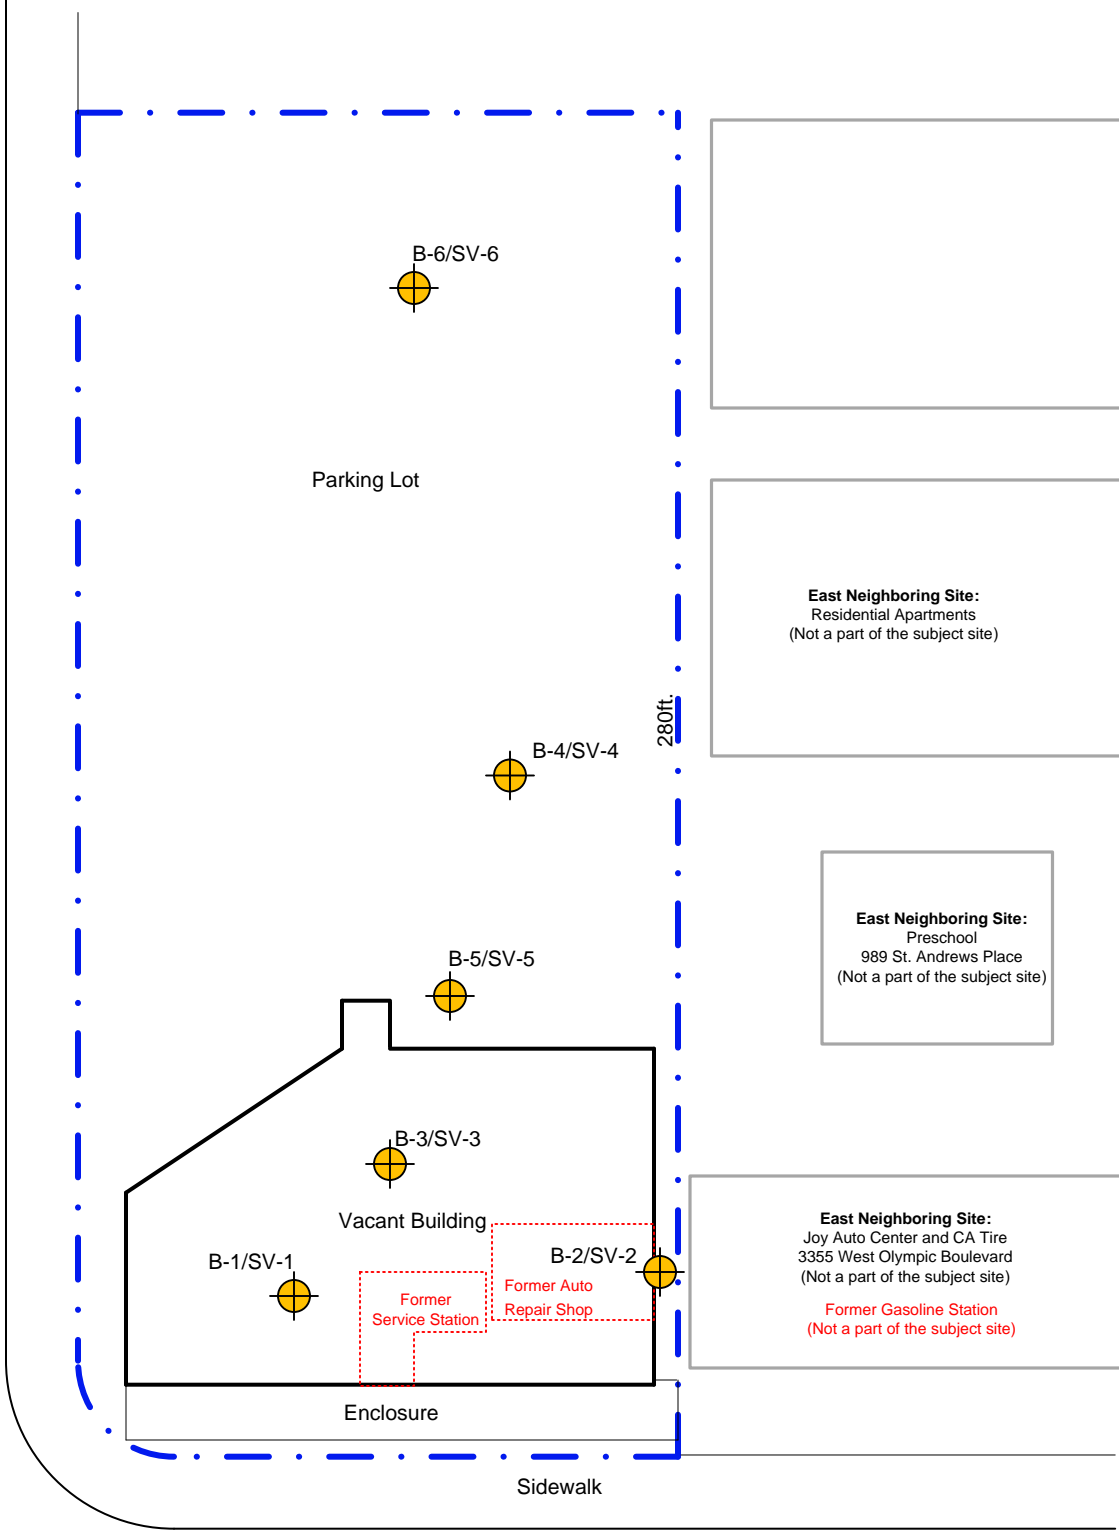 B-6/SV-6
Parking Lot
East Neighboring Site:
Residential Apartments
(Not a part of the subject site)
280ft.
B-4/SV-4
East Neighboring Site:
Preschool
989 St. Andrews Place
(Not a part of the subject site)
B-5/SV-5
B-3/SV-3
Vacant Building
B-1/SV-1
B-2/SV-2
Former
Service Station
Former Auto
Repair Shop
East Neighboring Site:
Joy Auto Center and CA Tire
3355 West Olympic Boulevard
(Not a part of the subject site)
Former Gasoline Station
(Not a part of the subject site)
Enclosure
Sidewalk